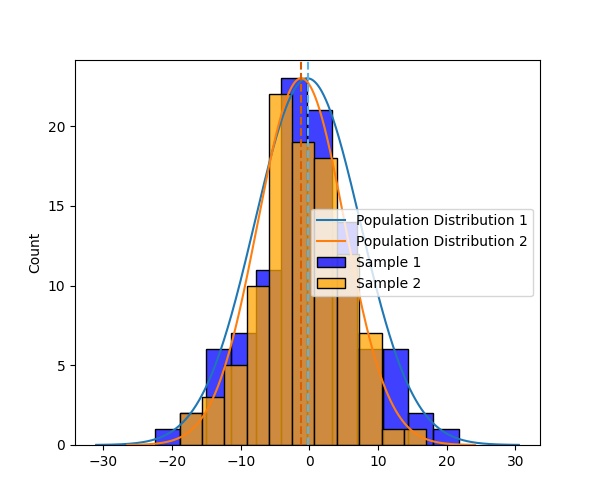 Count
20
15
10
5
0
Population Distribution 1
Population Distribution 2
Sample 1
Sample 2
−30 −20 −10 0 10 20 30